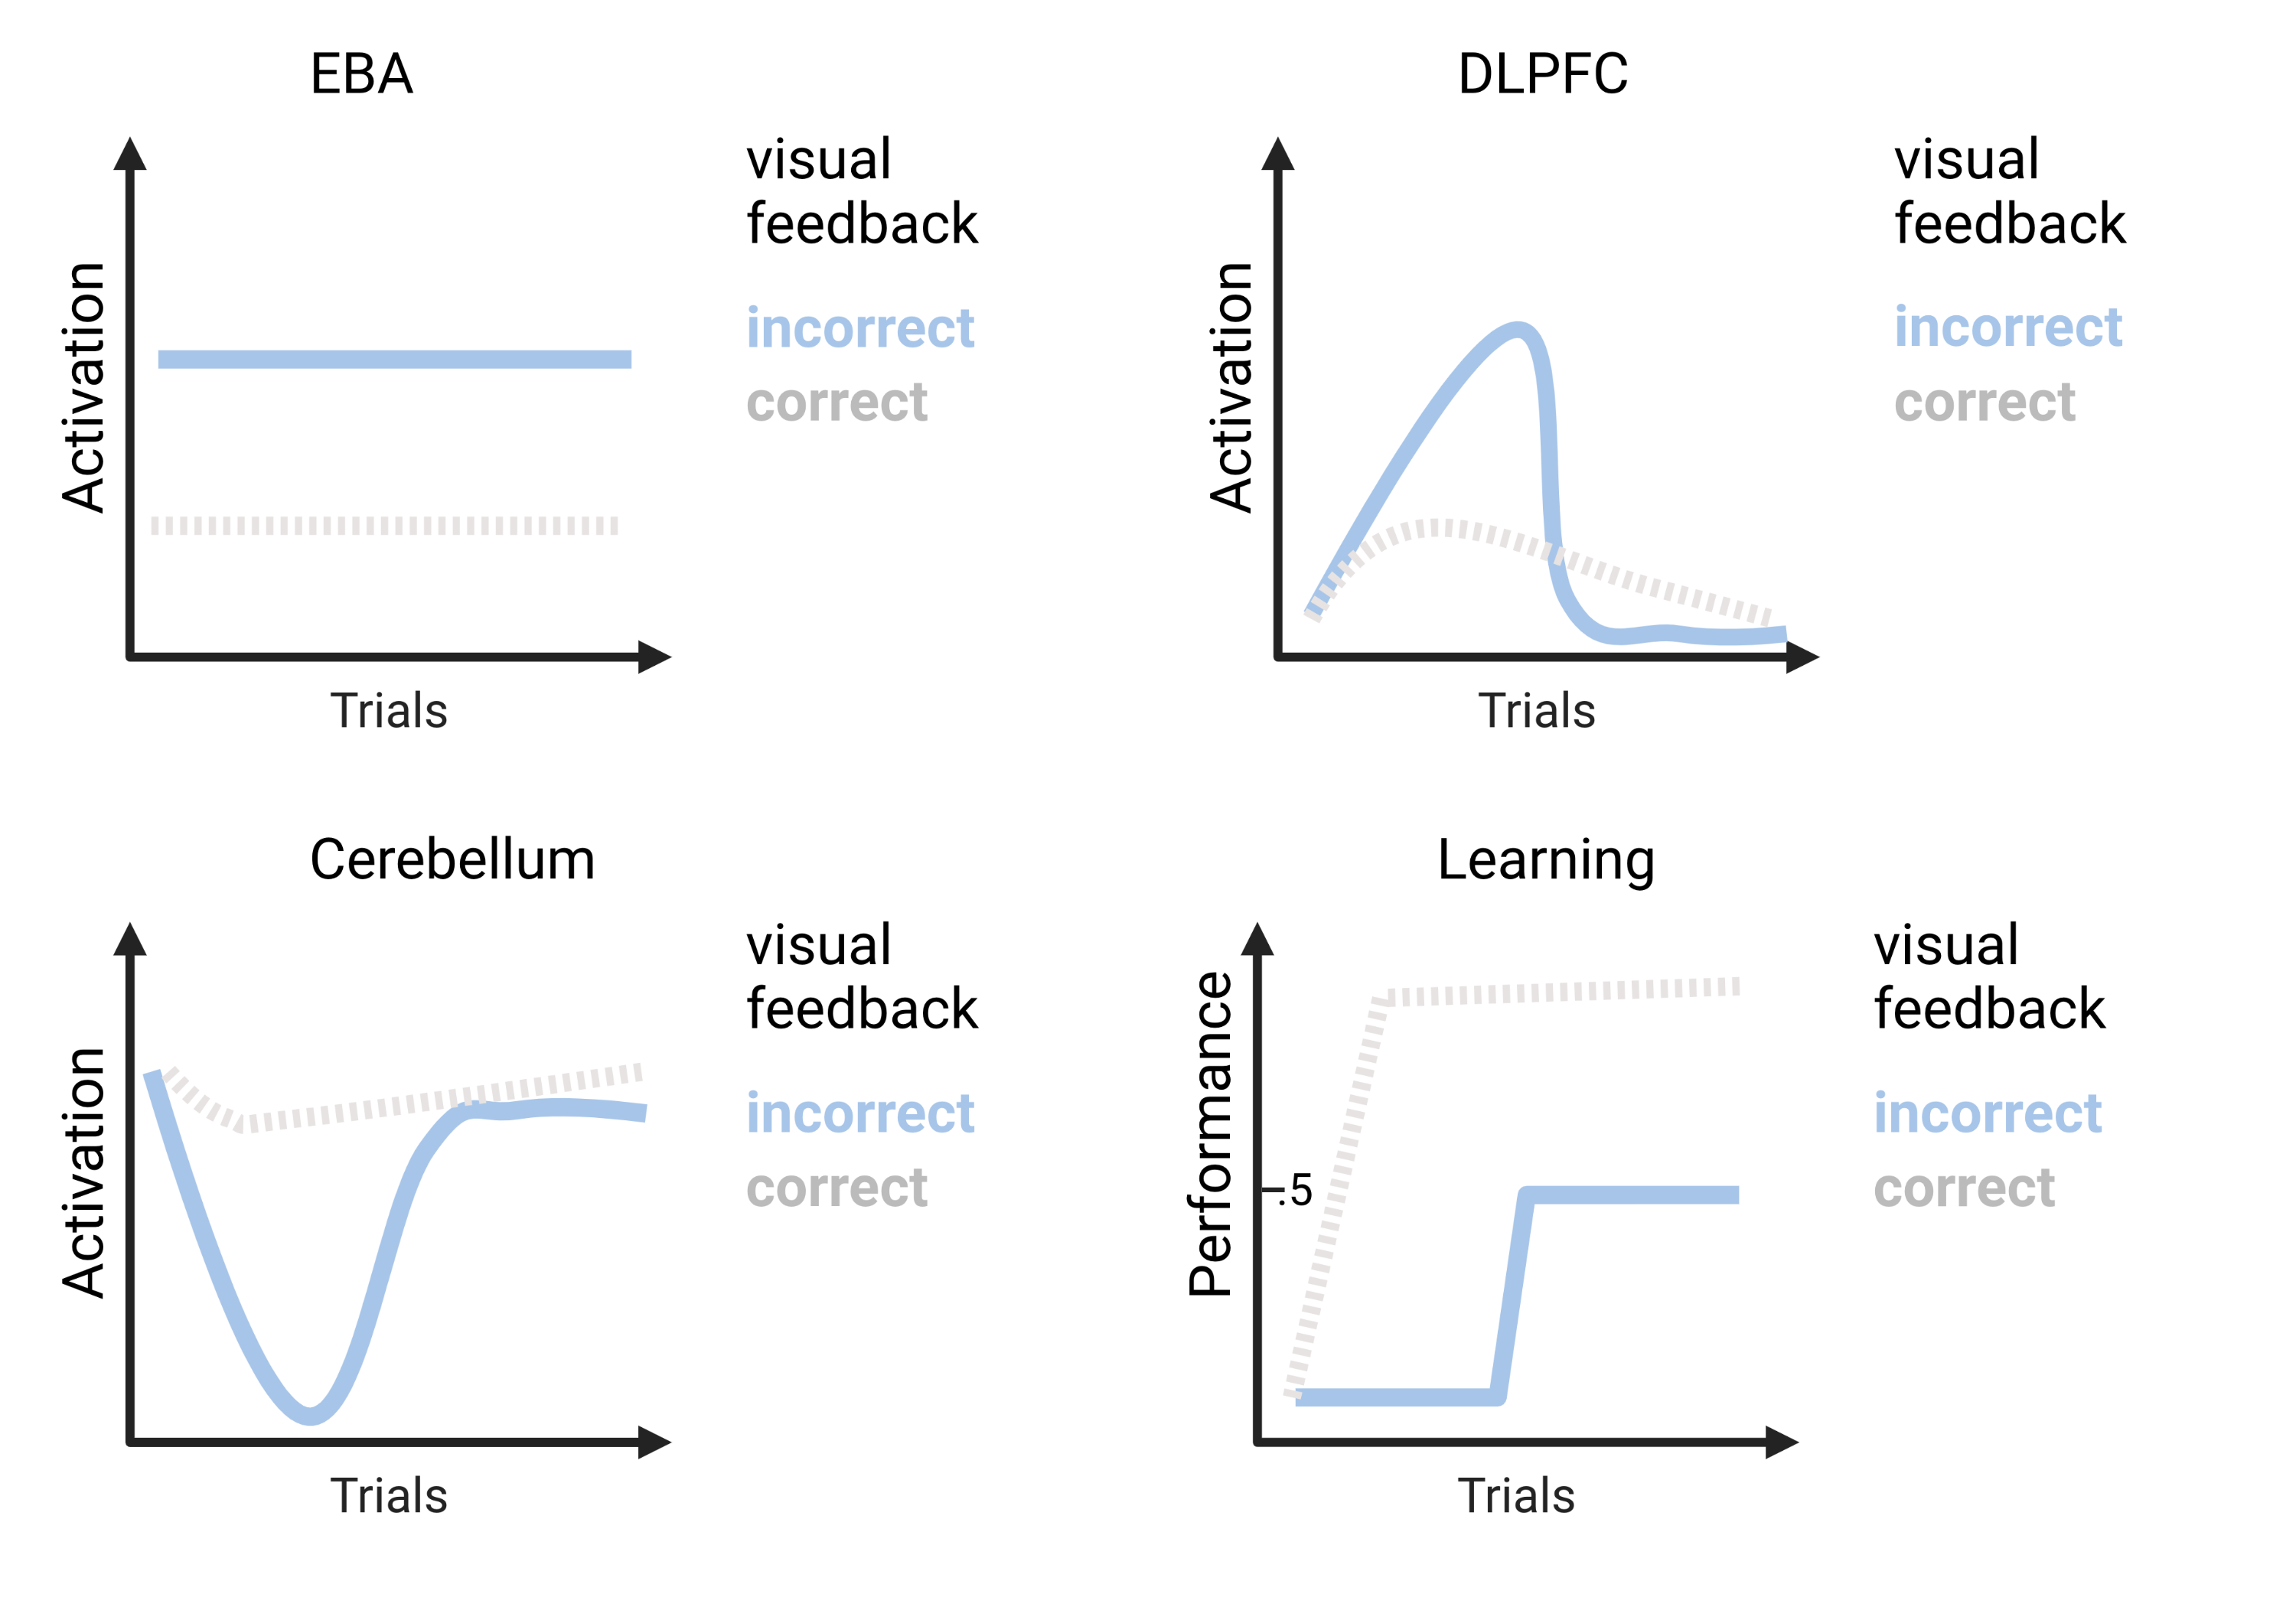 EBA
Activation
Trials
visual
feedback
incorrect
correct
DLPFC
Activation
Trials
visual
feedback
incorrect
correct
Cerebellum
Activation
Trials
visual
feedback
incorrect
correct
Learning
Performance
.5
Trials
visual
feedback
incorrect
correct